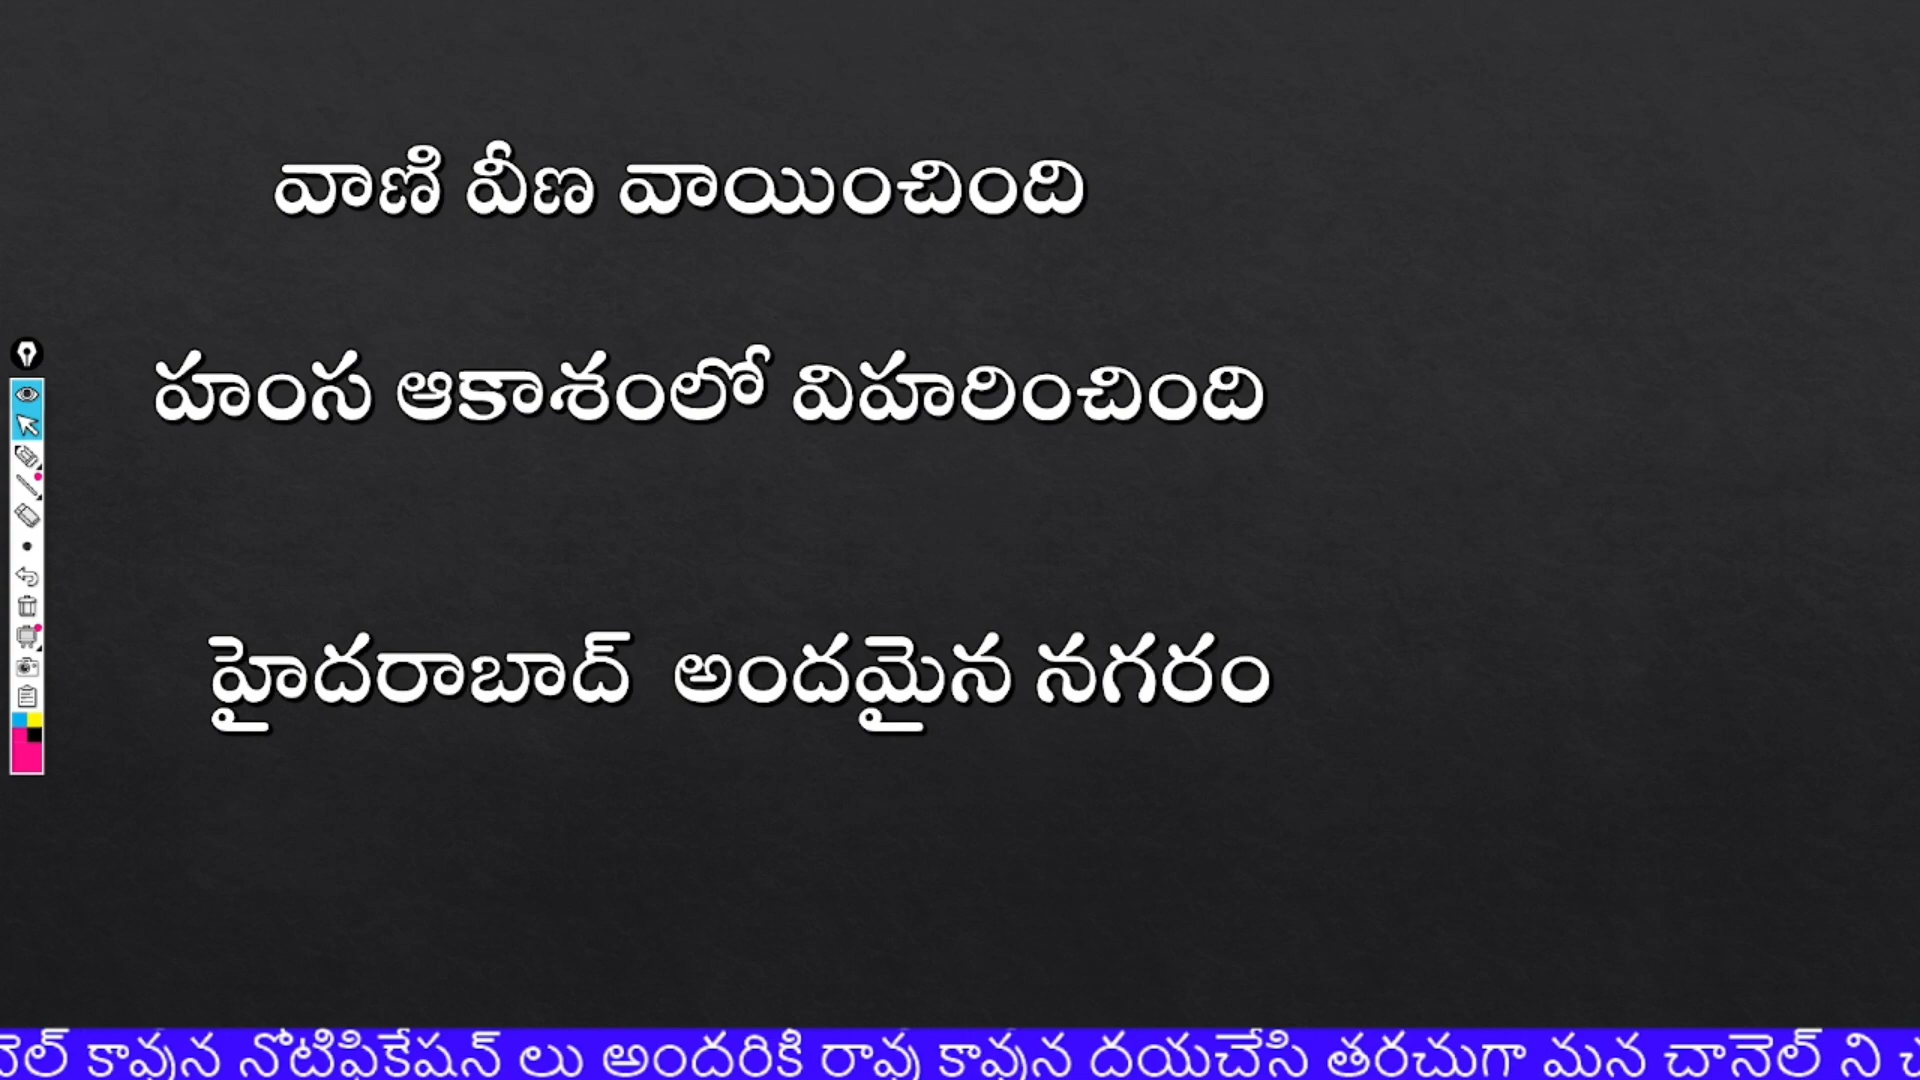 వాణి వీణ వాయించింది
హంస ఆకాశంలో విహరించింది
హైదరాబాద్ అందమైన నగరం
కావున నోటిఫికేషన్ లు అందరికి రావు కావున దయచేసి తరచుగా మన చానెల్ ని